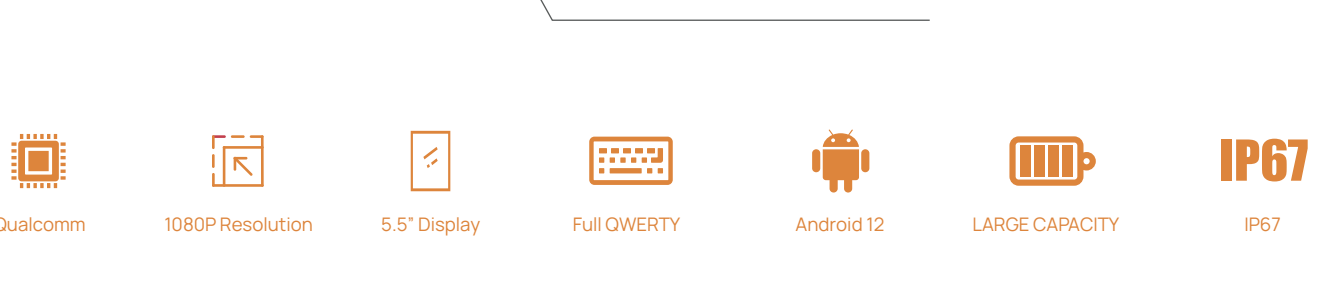 IP67
Qualcomm
1080P Resolution
5.5” Display
Full QWERTY
Android 12
LARGE CAPACITY
IP67